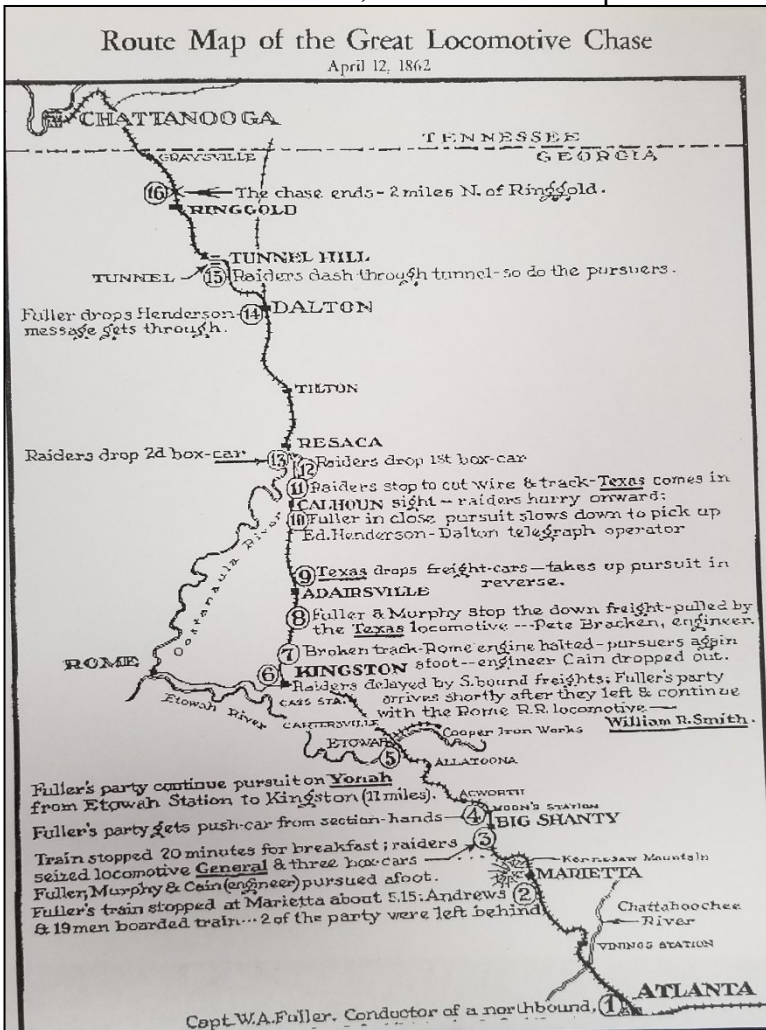 Route Map of the Great Locomotive Chase
April 12, 1862
CHATTANOOGA
TENNESSEE
GEORGIA
GRAYSVILLE
16
The chase ends - 2 miles N. of Ringgold.
RINGGOLD
TUNNEL HILL
TUNNEL
15 Raiders dash through tunnel - so do the pursuers.
Fuller drops Henderson
message gets through.
14
DALTON
TILTON
RESACA
Raiders drop 2d box-car
13
12 Raiders drop 1st box-car
11 Raiders stop to cut wire & track - Texas comes in
CALHOUN sight - raiders hurry onward:
10 Fuller in close pursuit slows down to pick up
Ed. Henderson - Dalton telegraph operator
Oostanaula River
9 Texas drops freight-cars - takes up pursuit in
reverse.
ADAIRSVILLE
8 Fuller & Murphy stop the down freight - pulled by
the Texas locomotive --- Pete Bracken, engineer.
7 Broken track - Rome engine halted - pursuers again
afoot -- engineer Cain dropped out.
ROME
6 KINGSTON
Raiders delayed by S. bound freights; Fuller's party
arrives shortly after they left & continue
with the Rome R.R. locomotive -
William R. Smith.
Etowah River
CASS STA.
CARTERSVILLE
Cooper Iron Works
ETOWAH
5
ALLATOONA
Fuller's party continue pursuit on Yonah
from Etowah Station to Kingston (11 miles).
ACWORTH
MOON'S STATION
Fuller's party gets push-car from section-hands
4
BIG SHANTY
3
Train stopped 20 minutes for breakfast; raiders
seized locomotive General & three box-cars
Fuller, Murphy & Cain (engineer) pursued afoot.
Kennesaw Mountain
MARIETTA
Fuller's train stopped at Marietta about 5.15: Andrews 2
& 19 men boarded train ... 2 of the party were left behind
Chattahoochee
River
VININGS STATION
ATLANTA
Capt. W.A. Fuller. Conductor of a northbound, 1